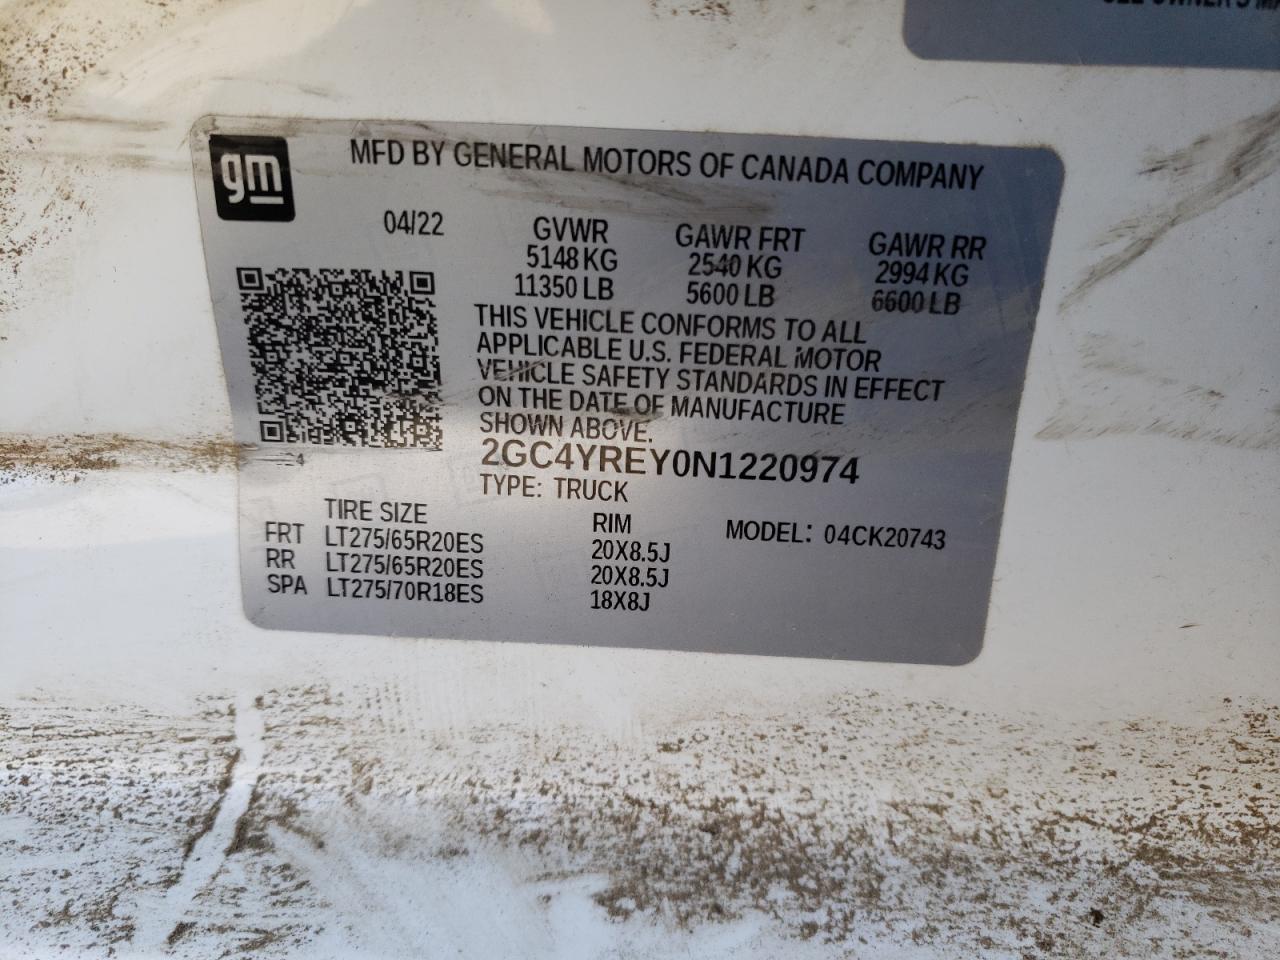 gm
MFD BY GENERAL MOTORS OF CANADA COMPANY
04/22
GVWR
5148 KG
11350 LB
GAWR FRT
2540 KG
5600 LB
GAWR RR
2994 KG
6600 LB
THIS VEHICLE CONFORMS TO ALL
APPLICABLE U.S. FEDERAL MOTOR
VEHICLE SAFETY STANDARDS IN EFFECT
ON THE DATE OF MANUFACTURE
SHOWN ABOVE.
2GC4YREY0N1220974
TYPE: TRUCK
TIRE SIZE
RIM
MODEL: 04CK20743
FRT LT275/65R20ES 20X8.5J
RR LT275/65R20ES 20X8.5J
SPA LT275/70R18ES 18X8J